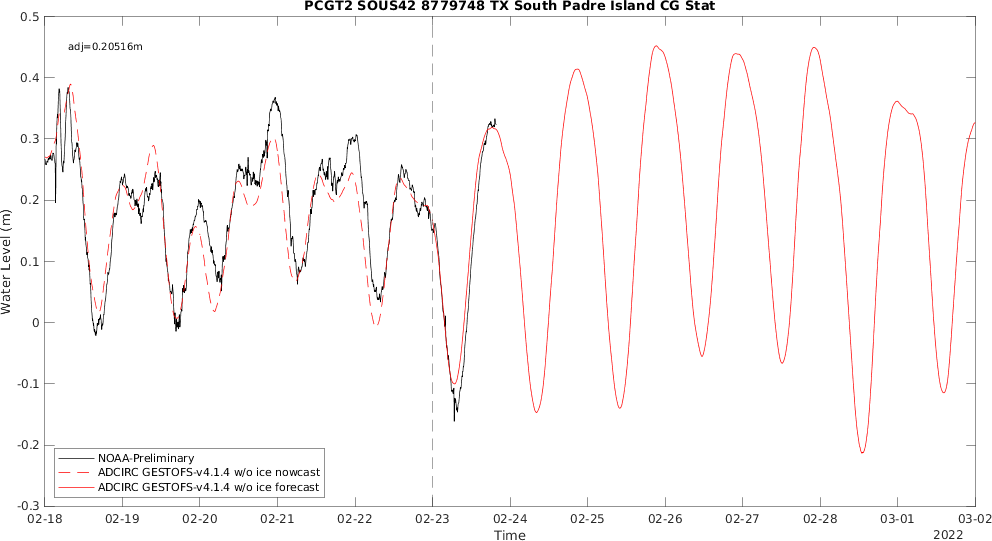 PCGT2 SOUS42 8779748 TX South Padre Island CG Stat
0.5
adj=0.20516m
0.4
0.3
0.2
0.1
0
-0.1
-0.2
-0.3
Water Level (m)
NOAA-Preliminary
ADCIRC GESTOFS-v4.1.4 w/o ice nowcast
ADCIRC GESTOFS-v4.1.4 w/o ice forecast
02-18 02-19 02-20 02-21 02-22 02-23 02-24 02-25 02-26 02-27 02-28 03-01 03-02
Time
2022